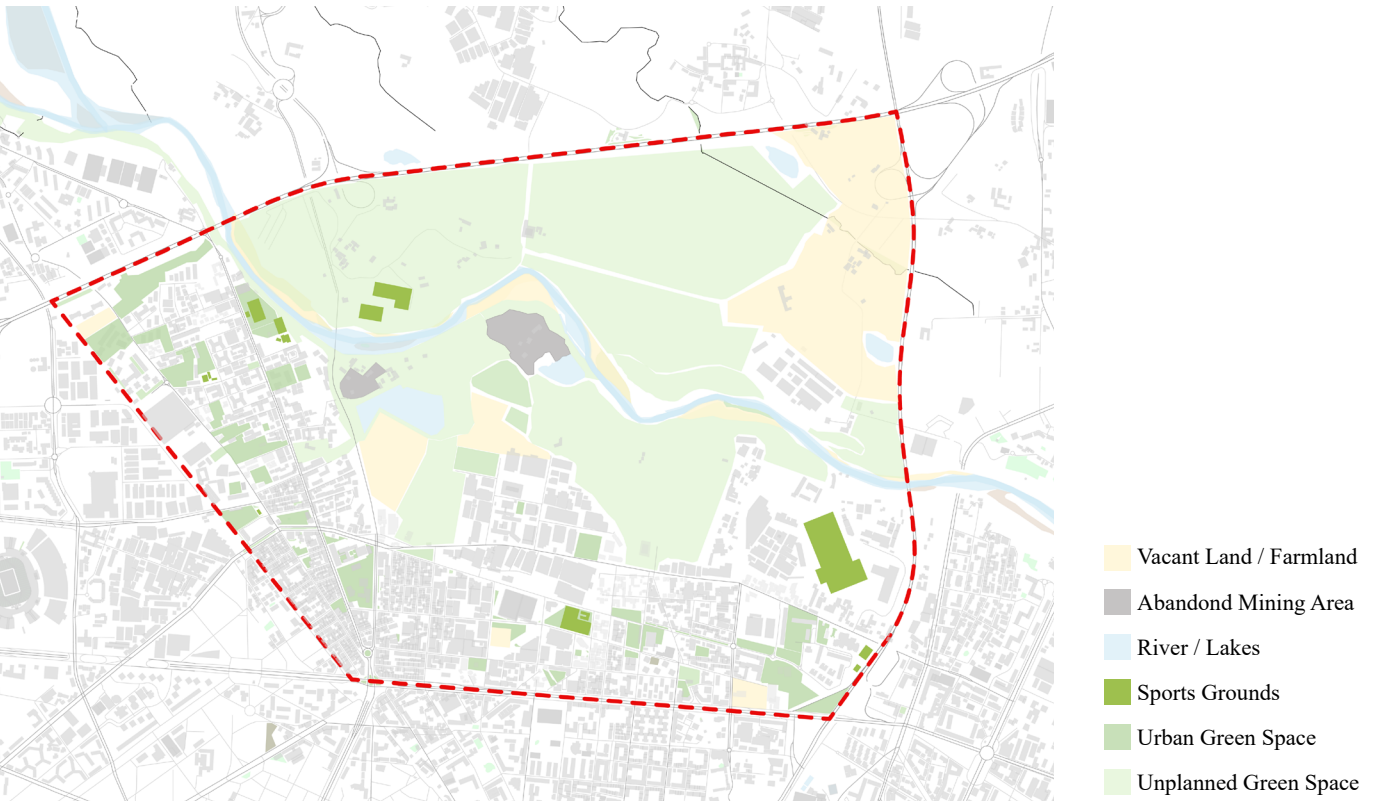 Vacant Land / Farmland
Abandond Mining Area
River / Lakes
Sports Grounds
Urban Green Space
Unplanned Green Space